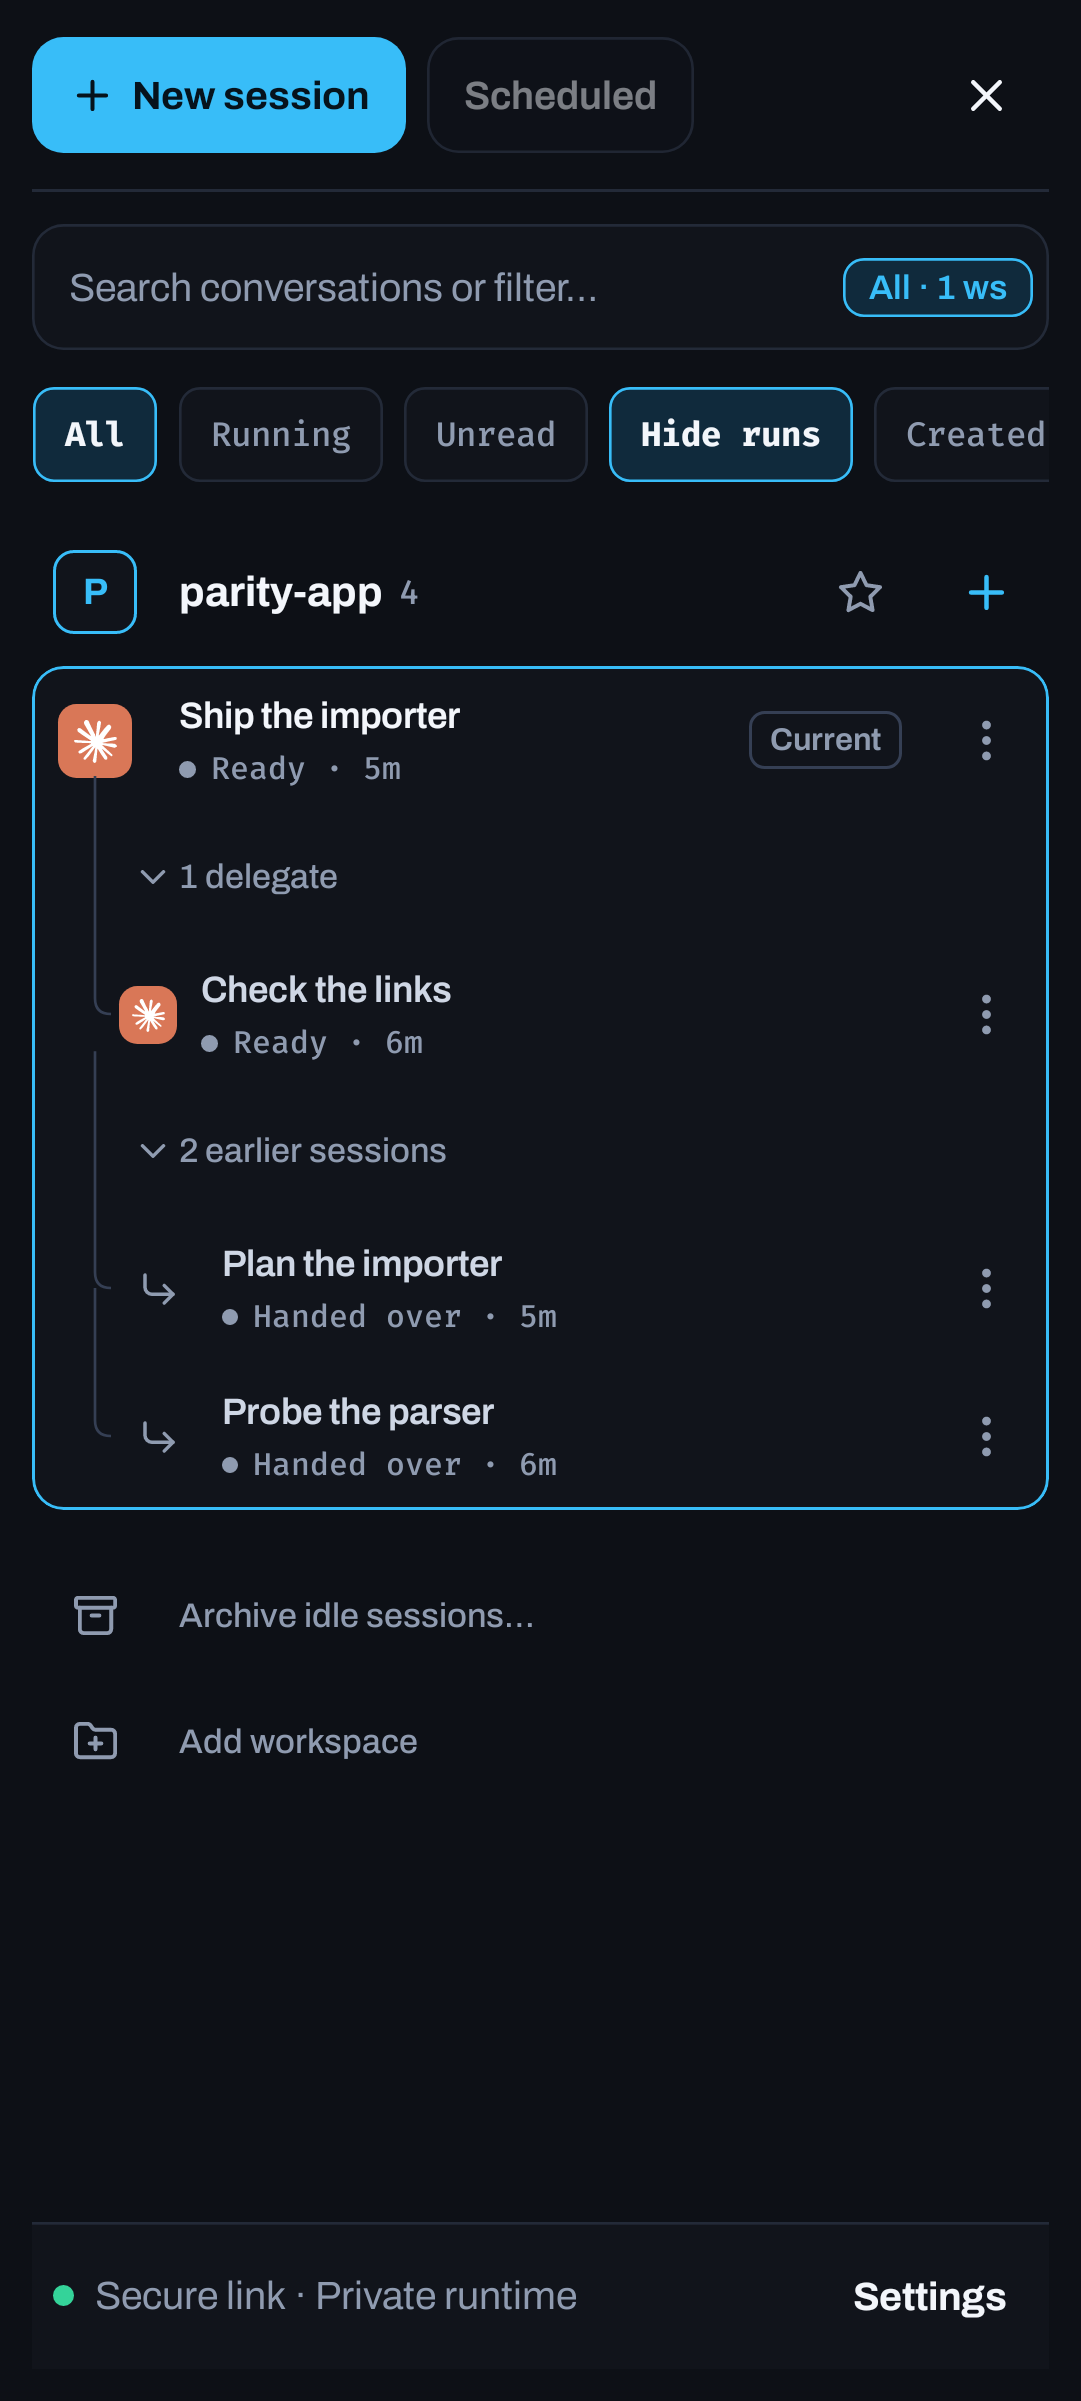 New session
Scheduled
Search conversations or filter...
All · 1 ws
All
Running
Unread
Hide runs
Created
P
parity-app 4
Ship the importer
Ready · 5m
Current
1 delegate
Check the links
Ready · 6m
2 earlier sessions
Plan the importer
Handed over · 5m
Probe the parser
Handed over · 6m
Archive idle sessions...
Add workspace
Secure link · Private runtime
Settings